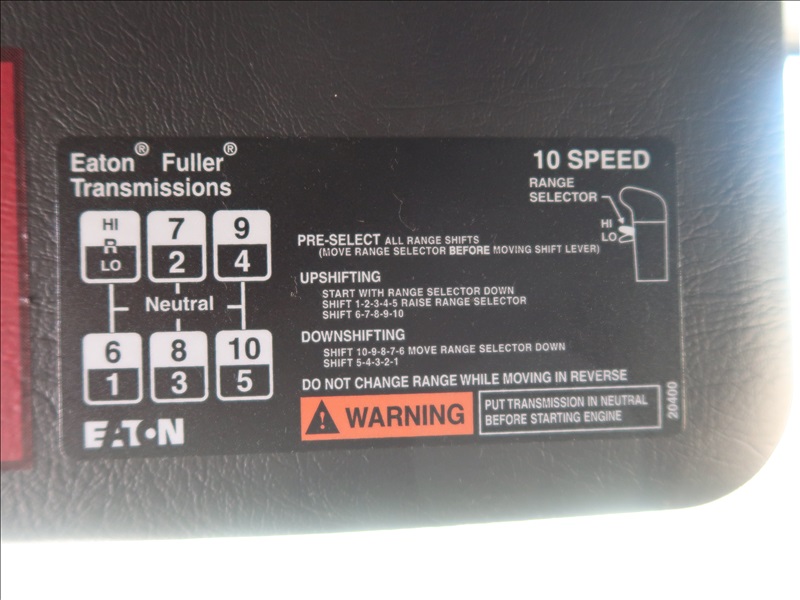 Eaton® Fuller®
Transmissions
10 SPEED
RANGE
SELECTOR
HI
LO
HI
R
LO
7
2
9
4
Neutral
6
1
8
3
10
5
EATON
PRE-SELECT ALL RANGE SHIFTS
(MOVE RANGE SELECTOR BEFORE MOVING SHIFT LEVER)
UPSHIFTING
START WITH RANGE SELECTOR DOWN
SHIFT 1-2-3-4-5 RAISE RANGE SELECTOR
SHIFT 6-7-8-9-10
DOWNSHIFTING
SHIFT 10-9-8-7-6 MOVE RANGE SELECTOR DOWN
SHIFT 5-4-3-2-1
DO NOT CHANGE RANGE WHILE MOVING IN REVERSE
WARNING
PUT TRANSMISSION IN NEUTRAL
BEFORE STARTING ENGINE
20400